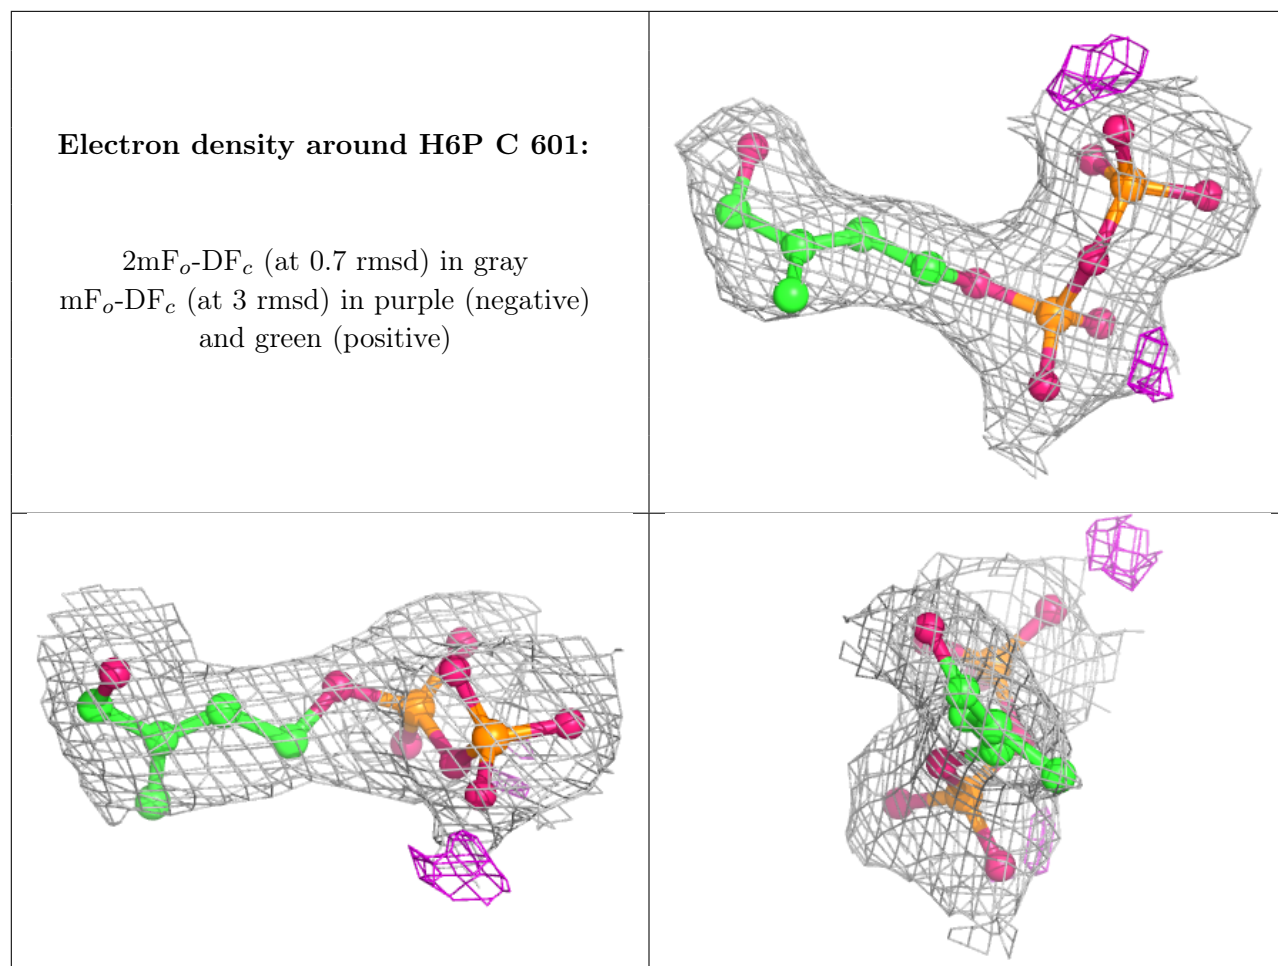 Electron density around H6P C 601:
2mFₒ-DF𝒸 (at 0.7 rmsd) in gray
mFₒ-DF𝒸 (at 3 rmsd) in purple (negative)
and green (positive)